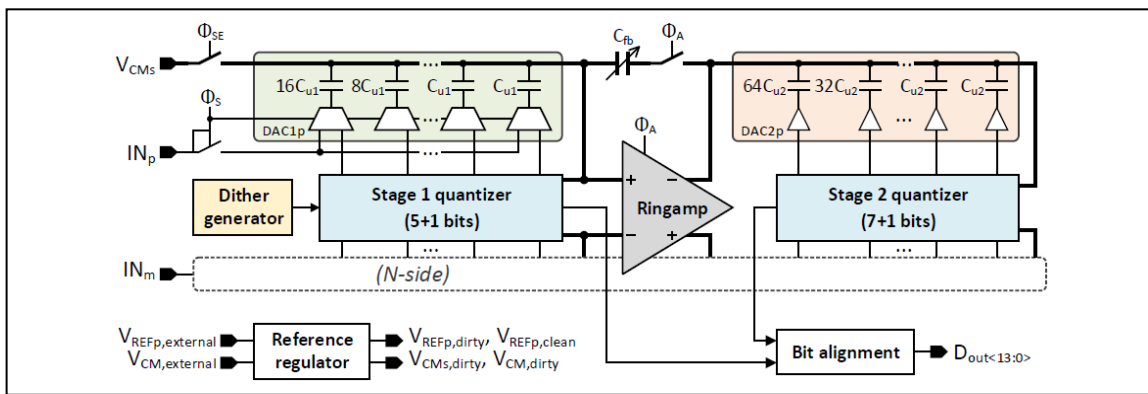 Φ_SE
V_CMs
C_fb
Φ_A
16C_u1
8C_u1
...
C_u1
C_u1
64C_u2
32C_u2
...
C_u2
C_u2
Φ_S
DAC1p
...
...
IN_p
...
Φ_A
DAC2p
...
Dither generator
Stage 1 quantizer
(5+1 bits)
+
−
Ringamp
−
+
Stage 2 quantizer
(7+1 bits)
...
...
IN_m
(N-side)
V_REFp,external
V_CM,external
Reference regulator
V_REFp,dirty, V_REFp,clean
V_CMs,dirty, V_CM,dirty
Bit alignment
D_out<13:0>